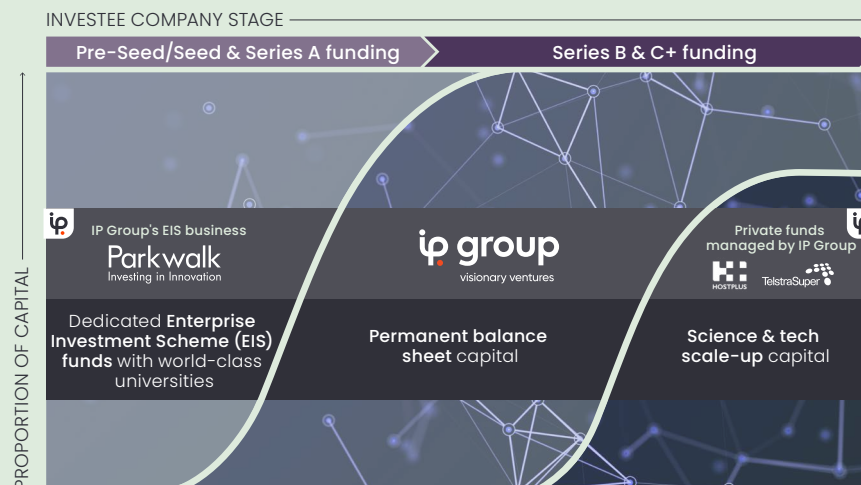 INVESTEE COMPANY STAGE
Pre-Seed/Seed & Series A funding
Series B & C+ funding
PROPORTION OF CAPITAL
ip
IP Group's EIS business
Parkwalk
Investing in Innovation
Dedicated Enterprise
Investment Scheme (EIS)
funds with world-class
universities
ip group
visionary ventures
Permanent balance
sheet capital
Private funds
managed by IP Group
HOSTPLUS
TelstraSuper
Science & tech
scale-up capital